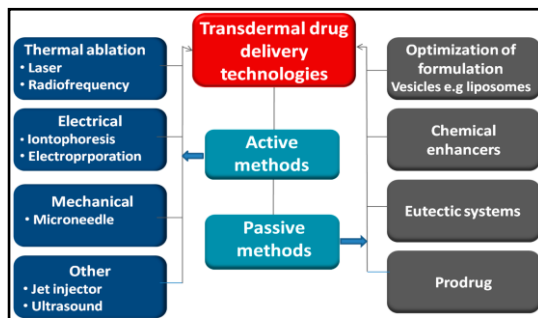 Transdermal drug
delivery
technologies
Thermal ablation
• Laser
• Radiofrequency
Electrical
• Iontophoresis
• Electroprporation
Mechanical
• Microneedle
Other
• Jet injector
• Ultrasound
Active
methods
Passive
methods
Optimization of
formulation
Vesicles e.g liposomes
Chemical
enhancers
Eutectic systems
Prodrug